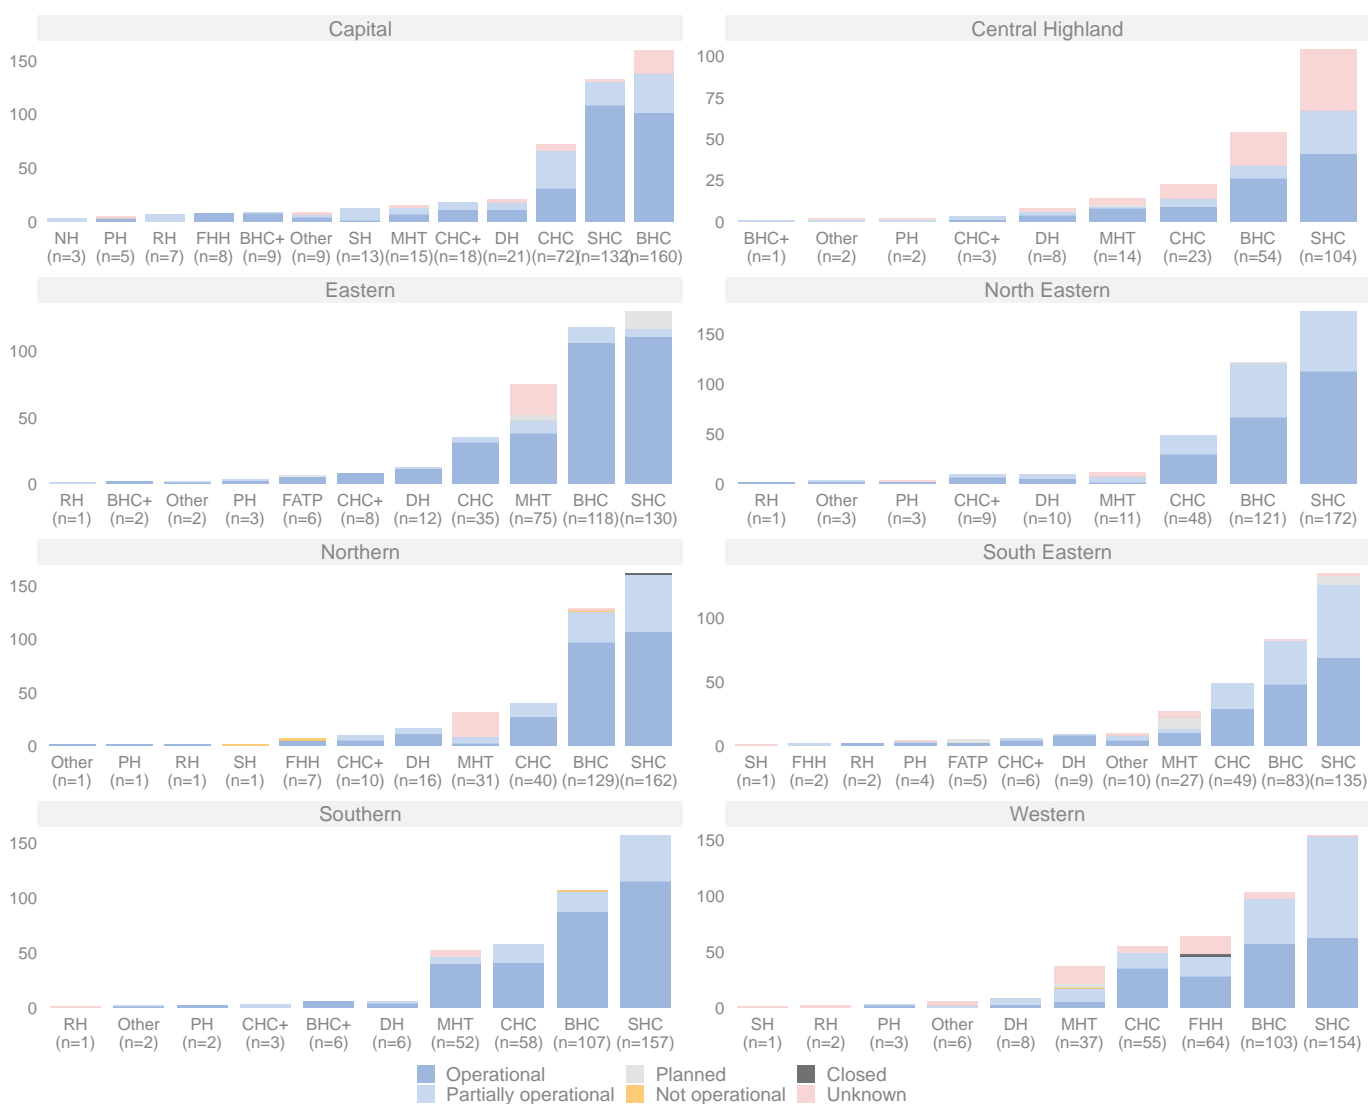 Capital
Central Highland
150
100
50
0
NH PH RH FHH BHC+ Other SH MHT CHC+ DH CHC SHC BHC
(n=3) (n=5) (n=7) (n=8) (n=9) (n=9) (n=13) (n=15) (n=18) (n=21) (n=72) (n=132) (n=160)
100
75
50
25
0
BHC+ Other PH CHC+ DH MHT CHC BHC SHC
(n=1) (n=2) (n=2) (n=3) (n=8) (n=14) (n=23) (n=54) (n=104)
Eastern
North Eastern
100
50
0
RH BHC+ Other PH FATP CHC+ DH CHC MHT BHC SHC
(n=1) (n=2) (n=2) (n=3) (n=6) (n=8) (n=12) (n=35) (n=75) (n=118) (n=130)
150
100
50
0
RH Other PH CHC+ DH MHT CHC BHC SHC
(n=1) (n=3) (n=3) (n=9) (n=10) (n=11) (n=48) (n=121) (n=172)
Northern
South Eastern
150
100
50
0
Other PH RH SH FHH CHC+ DH MHT CHC BHC SHC
(n=1) (n=1) (n=1) (n=1) (n=7) (n=10) (n=16) (n=31) (n=40) (n=129) (n=162)
100
50
0
SH FHH RH PH FATP CHC+ DH Other MHT CHC BHC SHC
(n=1) (n=2) (n=2) (n=4) (n=5) (n=6) (n=9) (n=10) (n=27) (n=49) (n=83) (n=135)
Southern
Western
150
100
50
0
RH Other PH CHC+ BHC+ DH MHT CHC BHC SHC
(n=1) (n=2) (n=2) (n=3) (n=6) (n=6) (n=52) (n=58) (n=107) (n=157)
150
100
50
0
SH RH PH Other DH MHT CHC FHH BHC SHC
(n=1) (n=2) (n=3) (n=6) (n=8) (n=37) (n=55) (n=64) (n=103) (n=154)
Operational Planned Closed
Partially operational Not operational Unknown